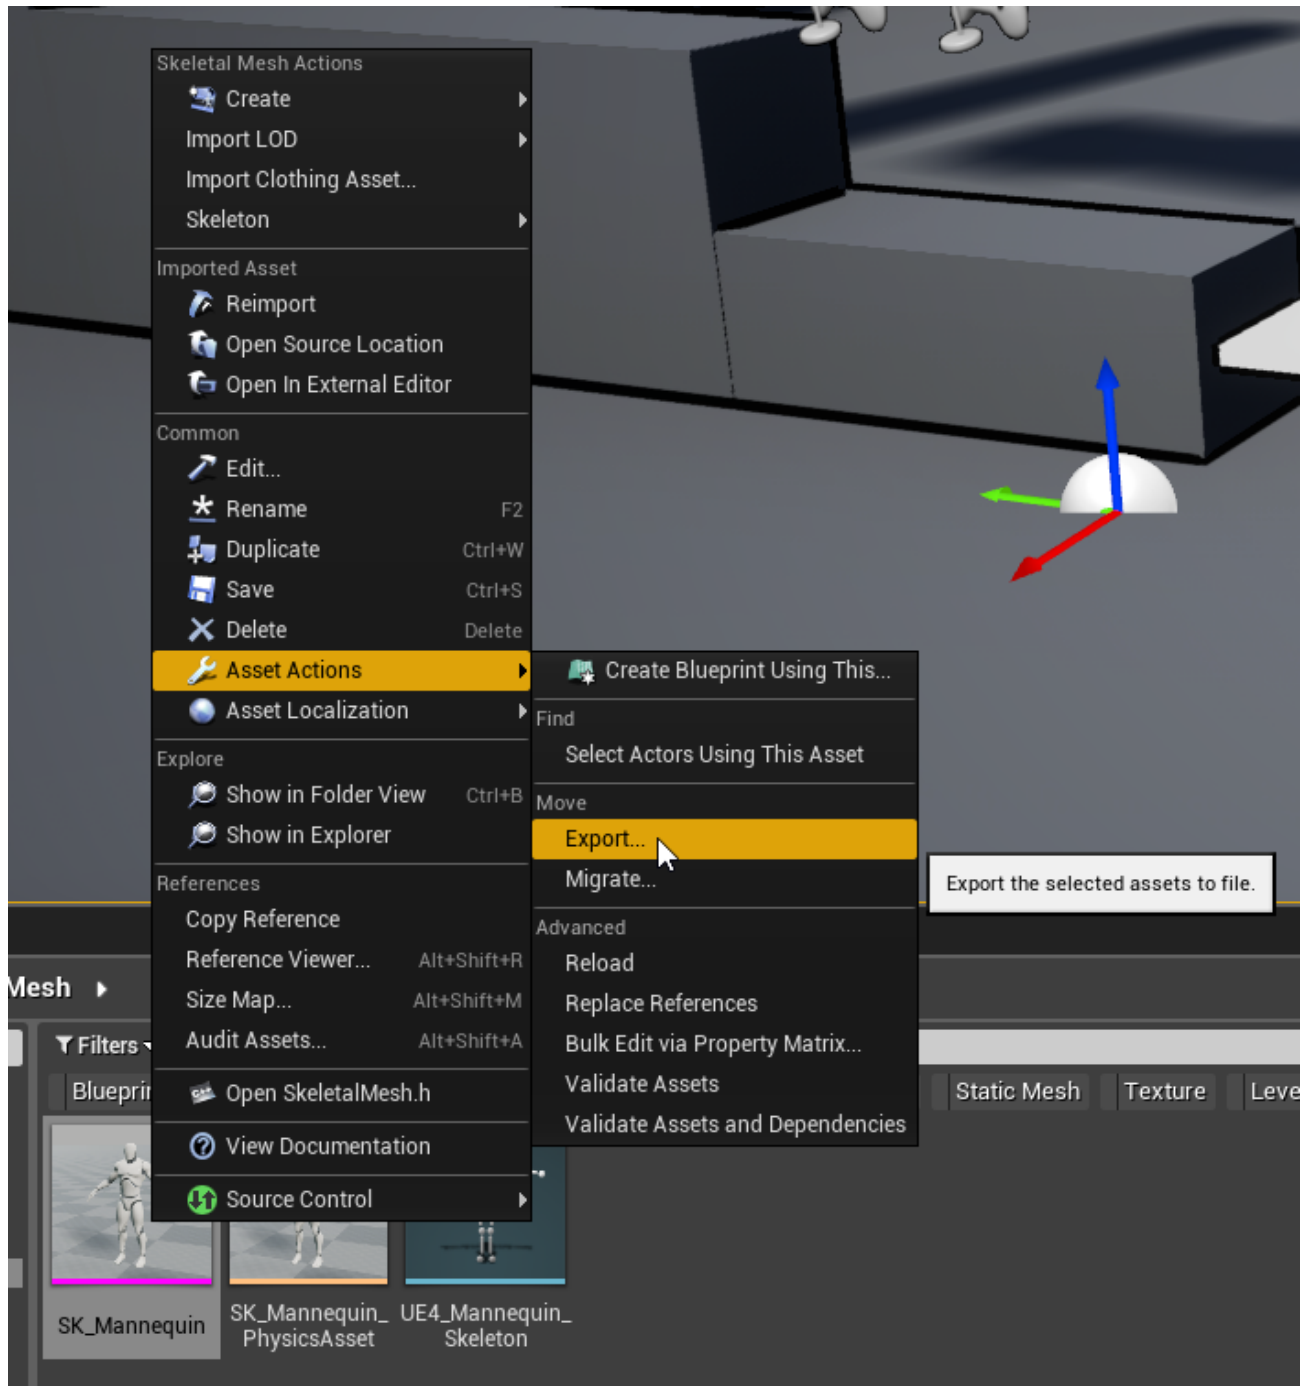 Skeletal Mesh Actions
Create
Import LOD
Import Clothing Asset...
Skeleton
Imported Asset
Reimport
Open Source Location
Open In External Editor
Common
Edit...
Rename F2
Duplicate Ctrl+W
Save Ctrl+S
Delete Delete
Asset Actions
Asset Localization
Explore
Show in Folder View Ctrl+B
Show in Explorer
References
Copy Reference
Reference Viewer... Alt+Shift+R
Size Map... Alt+Shift+M
Audit Assets... Alt+Shift+A
Open SkeletalMesh.h
View Documentation
Source Control
Create Blueprint Using This...
Find
Select Actors Using This Asset
Move
Export...
Migrate...
Advanced
Reload
Replace References
Bulk Edit via Property Matrix...
Validate Assets
Validate Assets and Dependencies
Export the selected assets to file.
Mesh
Filters
Static Mesh Texture
SK_Mannequin
SK_Mannequin_
PhysicsAsset
UE4_Mannequin_
Skeleton